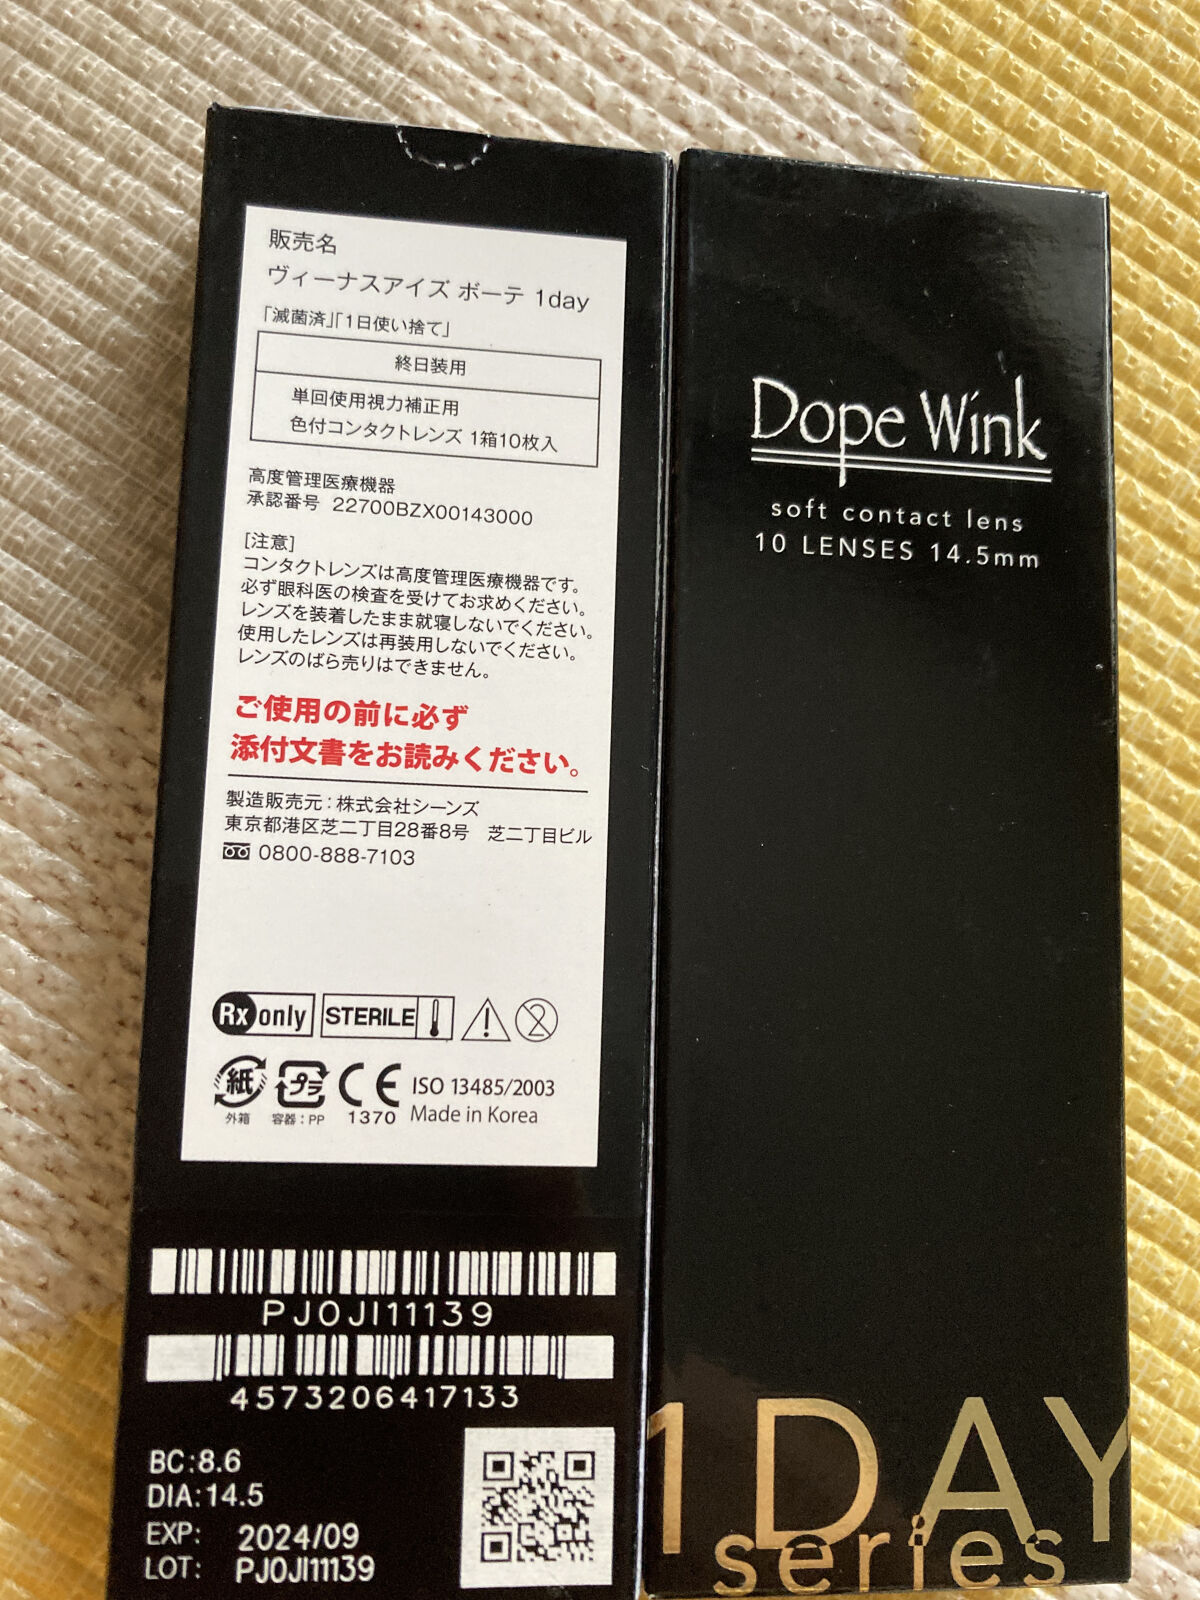 販売名
ヴィーナスアイズ ボーテ 1day
「滅菌済」「1日使い捨て」
終日装用
単回使用視力補正用
色付コンタクトレンズ 1箱10枚入
高度管理医療機器
承認番号 22700BZX00143000
[注意]
コンタクトレンズは高度管理医療機器です。
必ず眼科医の検査を受けてお求めください。
レンズを装着したまま就寝しないでください。
使用したレンズは再装用しないでください。
レンズのばら売りはできません。
ご使用の前に必ず
添付文書をお読みください。
製造販売元:株式会社シーンズ
東京都港区芝二丁目28番8号 芝二丁目ビル
0800-888-7103
Rx only STERILE 2
紙 プラ CE ISO 13485/2003
外箱 容器:PP 1370 Made in Korea
PJ0JI11139
4573206417133
BC:8.6
DIA:14.5
EXP: 2024/09
LOT: PJ0JI11139
Dope Wink
soft contact lens
10 LENSES 14.5mm
1DAY
series